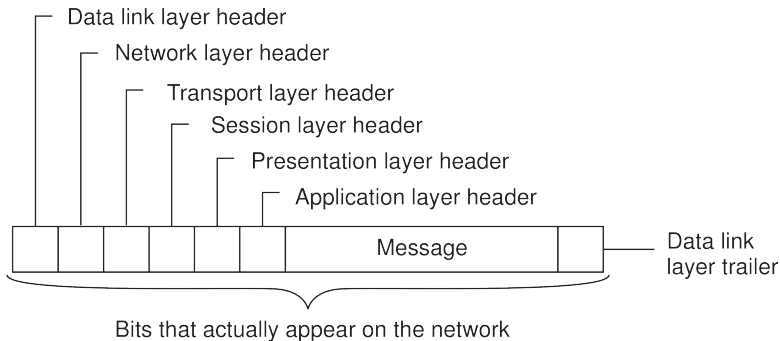 Data link layer header
Network layer header
Transport layer header
Session layer header
Presentation layer header
Application layer header
Message
Data link
layer trailer
Bits that actually appear on the network